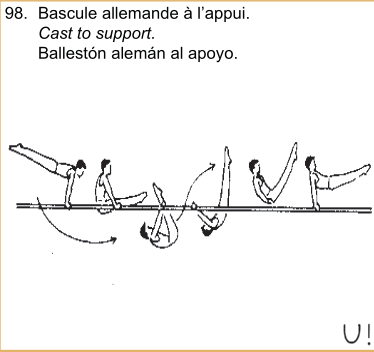 98. Bascule allemande à l'appui.
Cast to support.
Ballestón alemán al apoyo.
U!